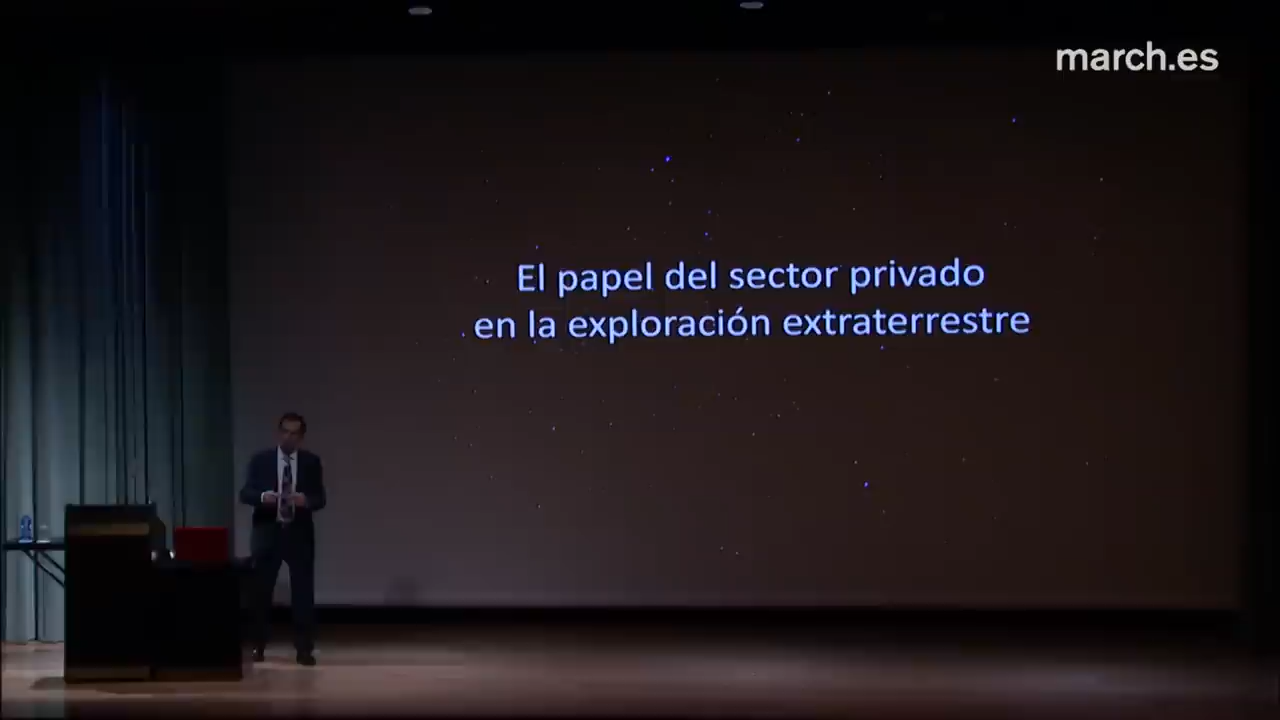 march.es
El papel del sector privado
en la exploración extraterrestre